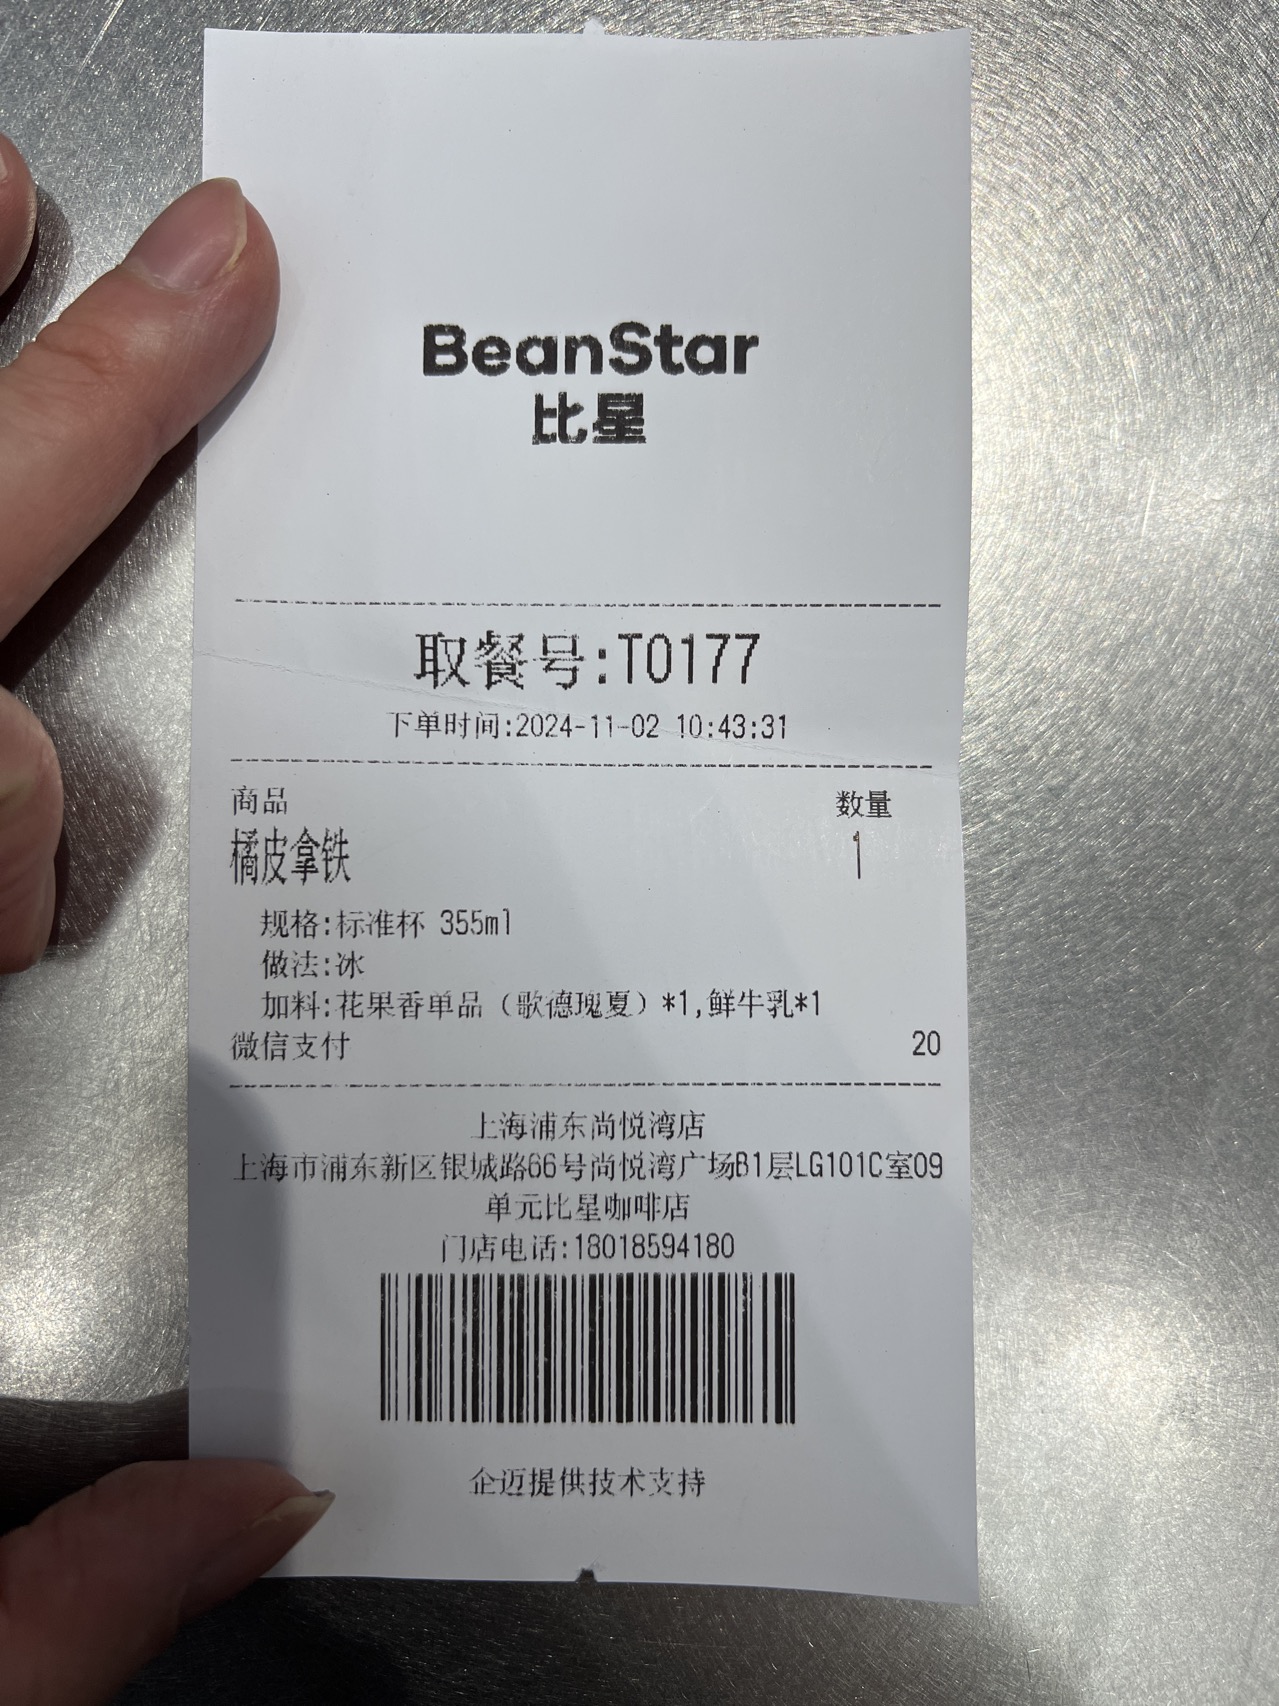 BeanStar
比星
取餐号:T0177
下单时间:2024-11-02 10:43:31
商品 数量
橘皮拿铁 1
规格:标准杯 355ml
做法:冰
加料:花果香单品（歌德瑰夏）*1,鲜牛乳*1
微信支付 20
上海浦东尚悦湾店
上海市浦东新区银城路66号尚悦湾广场B1层LG101C室09
单元比星咖啡店
门店电话:18018594180
企迈提供技术支持